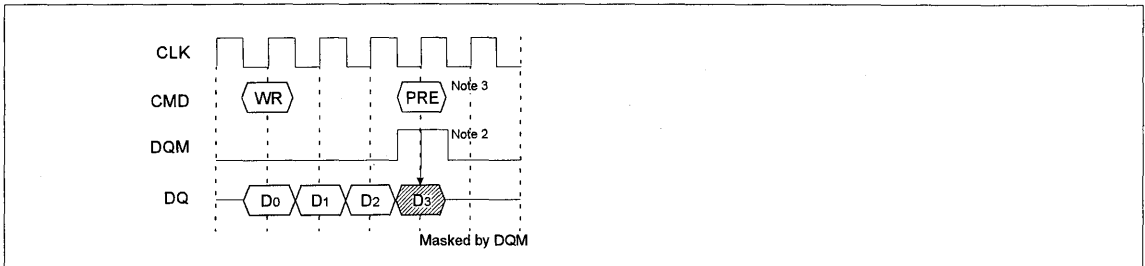 CLK
CMD WR PRE Note 3
DQM Note 2
DQ D0 D1 D2 D3
Masked by DQM